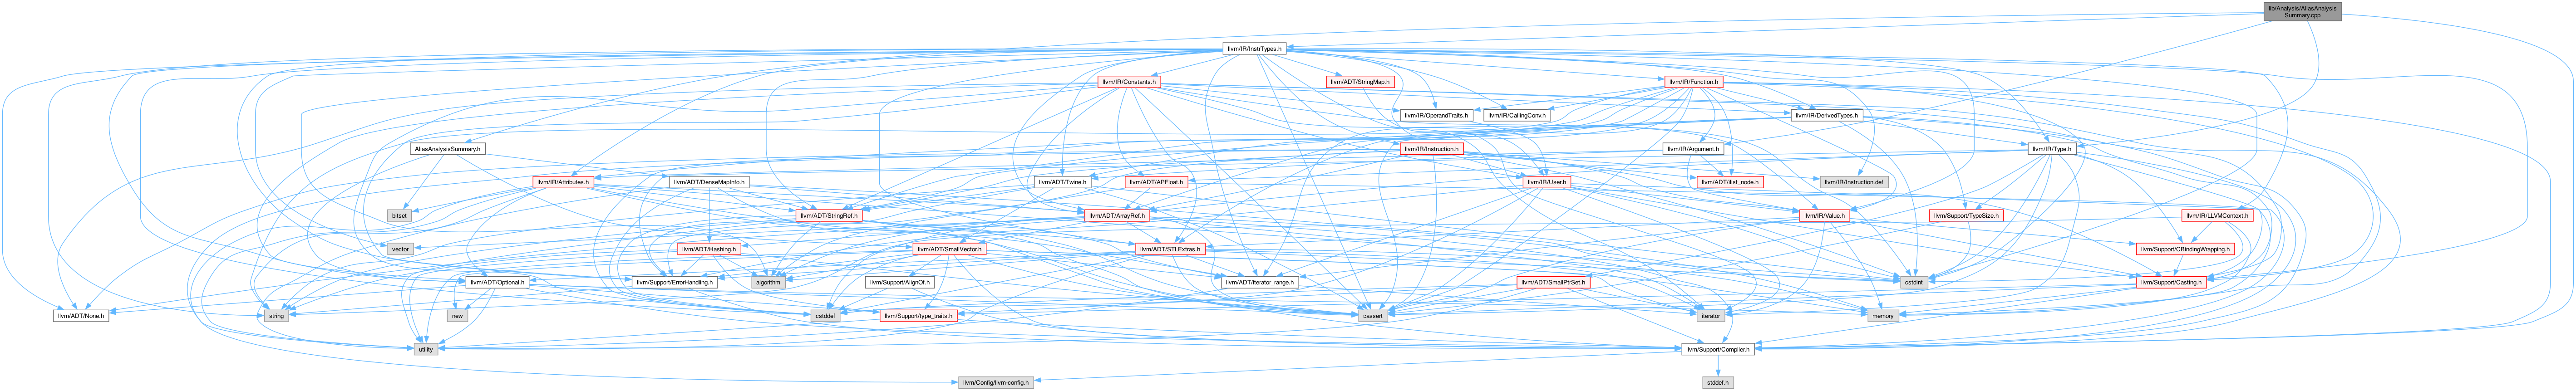 lib/Analysis/AliasAnalysis
Summary.cpp
llvm/IR/InstrTypes.h
llvm/IR/Constants.h
llvm/ADT/StringMap.h
llvm/IR/Function.h
llvm/IR/OperandTraits.h
llvm/IR/CallingConv.h
llvm/IR/DerivedTypes.h
AliasAnalysisSummary.h
llvm/IR/Instruction.h
llvm/IR/Argument.h
llvm/IR/Type.h
llvm/IR/Attributes.h
llvm/ADT/DenseMapInfo.h
llvm/ADT/Twine.h
llvm/ADT/APFloat.h
llvm/IR/User.h
llvm/ADT/ilist_node.h
llvm/IR/Instruction.def
bitset
llvm/ADT/StringRef.h
llvm/ADT/ArrayRef.h
llvm/IR/Value.h
llvm/Support/TypeSize.h
llvm/IR/LLVMContext.h
vector
llvm/ADT/Hashing.h
llvm/ADT/SmallVector.h
llvm/ADT/STLExtras.h
llvm/Support/CBindingWrapping.h
llvm/ADT/Optional.h
llvm/Support/ErrorHandling.h
algorithm
llvm/Support/AlignOf.h
llvm/ADT/iterator_range.h
llvm/ADT/SmallPtrSet.h
cstdint
llvm/Support/Casting.h
llvm/ADT/None.h
string
new
cstddef
llvm/Support/type_traits.h
cassert
iterator
memory
utility
llvm/Support/Compiler.h
llvm/Config/llvm-config.h
stddef.h